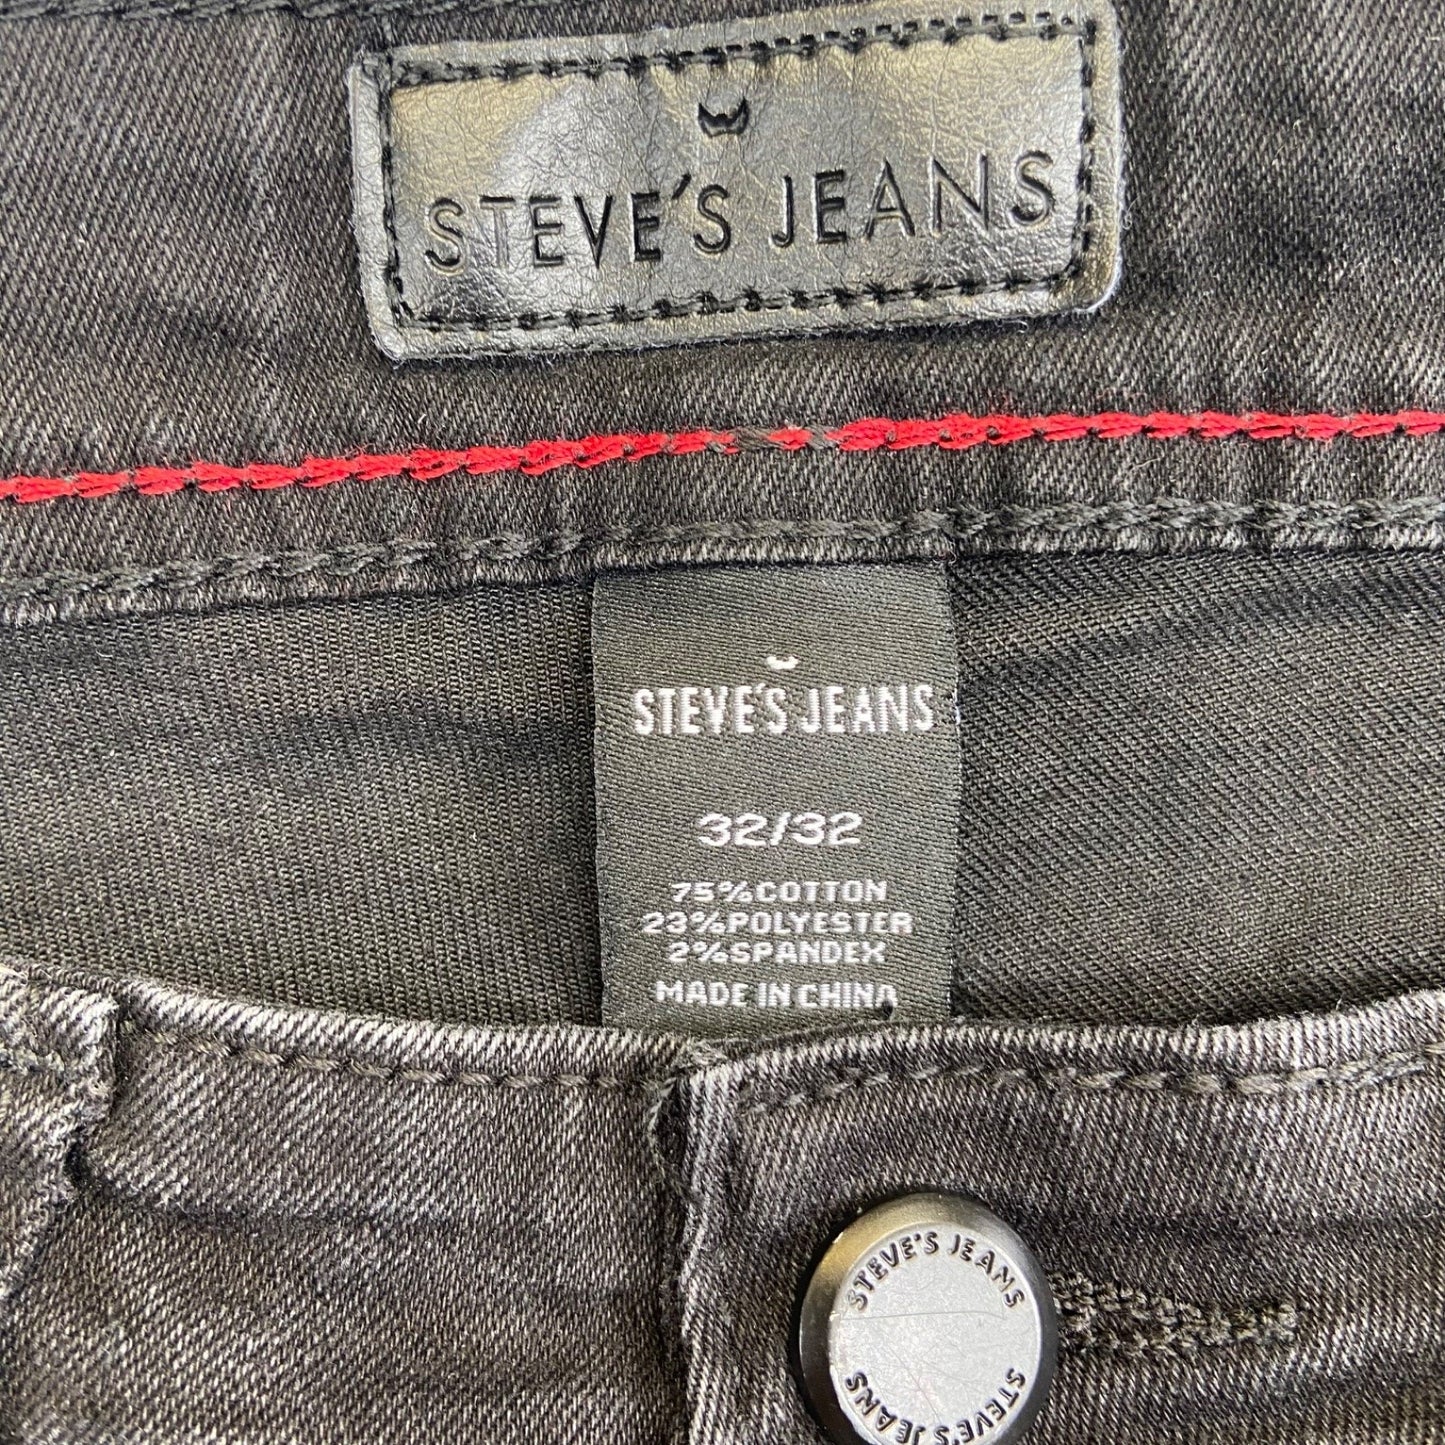 STEVE'S JEANS
STEVE'S JEANS
32/32
75%COTTON
23%POLYESTER
2%SPANDEX
MADE IN CHINA
STEVE'S JEANS
STEVE'S JEANS